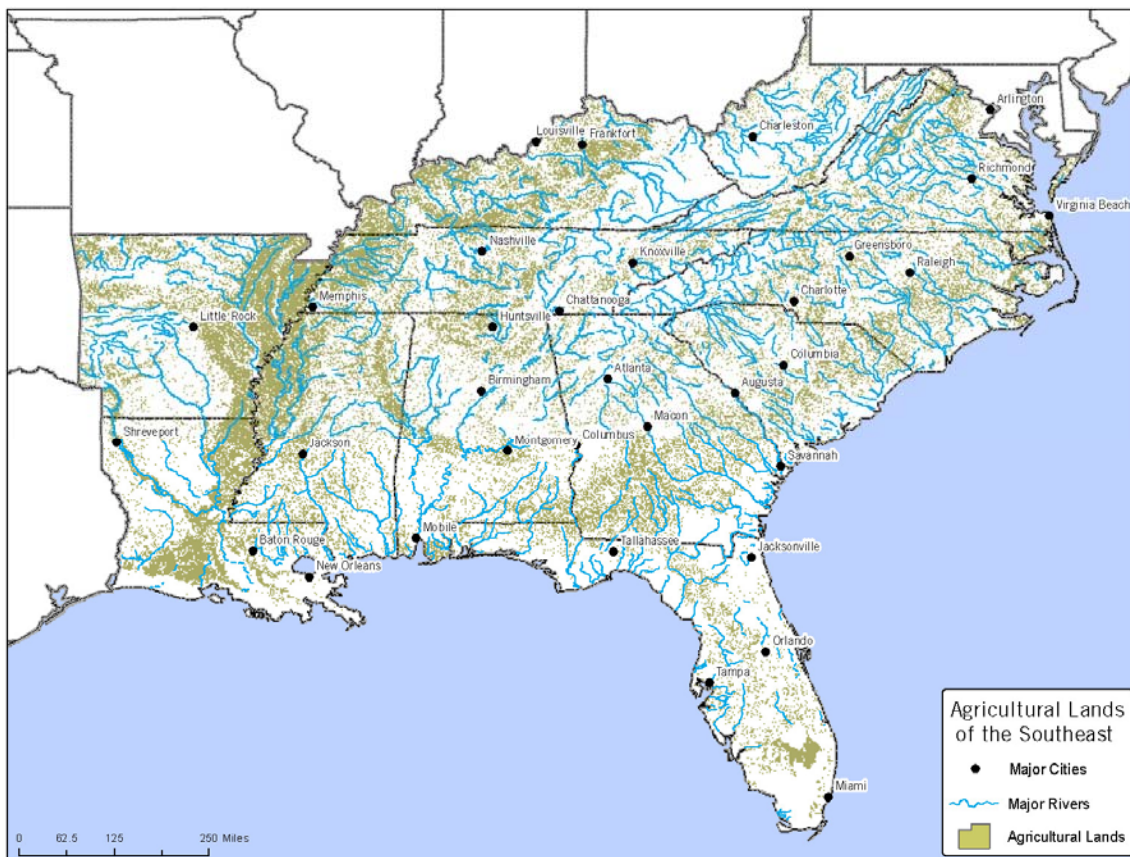 Arlington
Louisville
Frankfort
Charleston
Richmond
Virginia Beach
Nashville
Knoxville
Greensboro
Raleigh
Memphis
Chattanooga
Charlotte
Little Rock
Huntsville
Columbia
Atlanta
Birmingham
Augusta
Macon
Shreveport
Jackson
Montgomery
Columbus
Savannah
Mobile
Baton Rouge
Tallahassee
Jacksonville
New Orleans
Orlando
Tampa
Miami
Agricultural Lands
of the Southeast
Major Cities
Major Rivers
Agricultural Lands
0 62.5 125 250 Miles